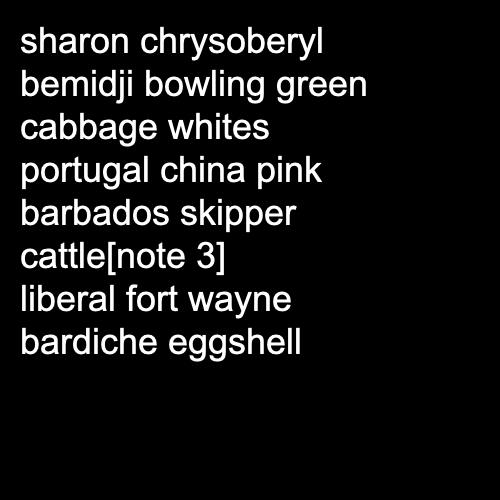 sharon chrysoberyl
bemidji bowling green
cabbage whites
portugal china pink
barbados skipper
cattle[note 3]
liberal fort wayne
bardiche eggshell